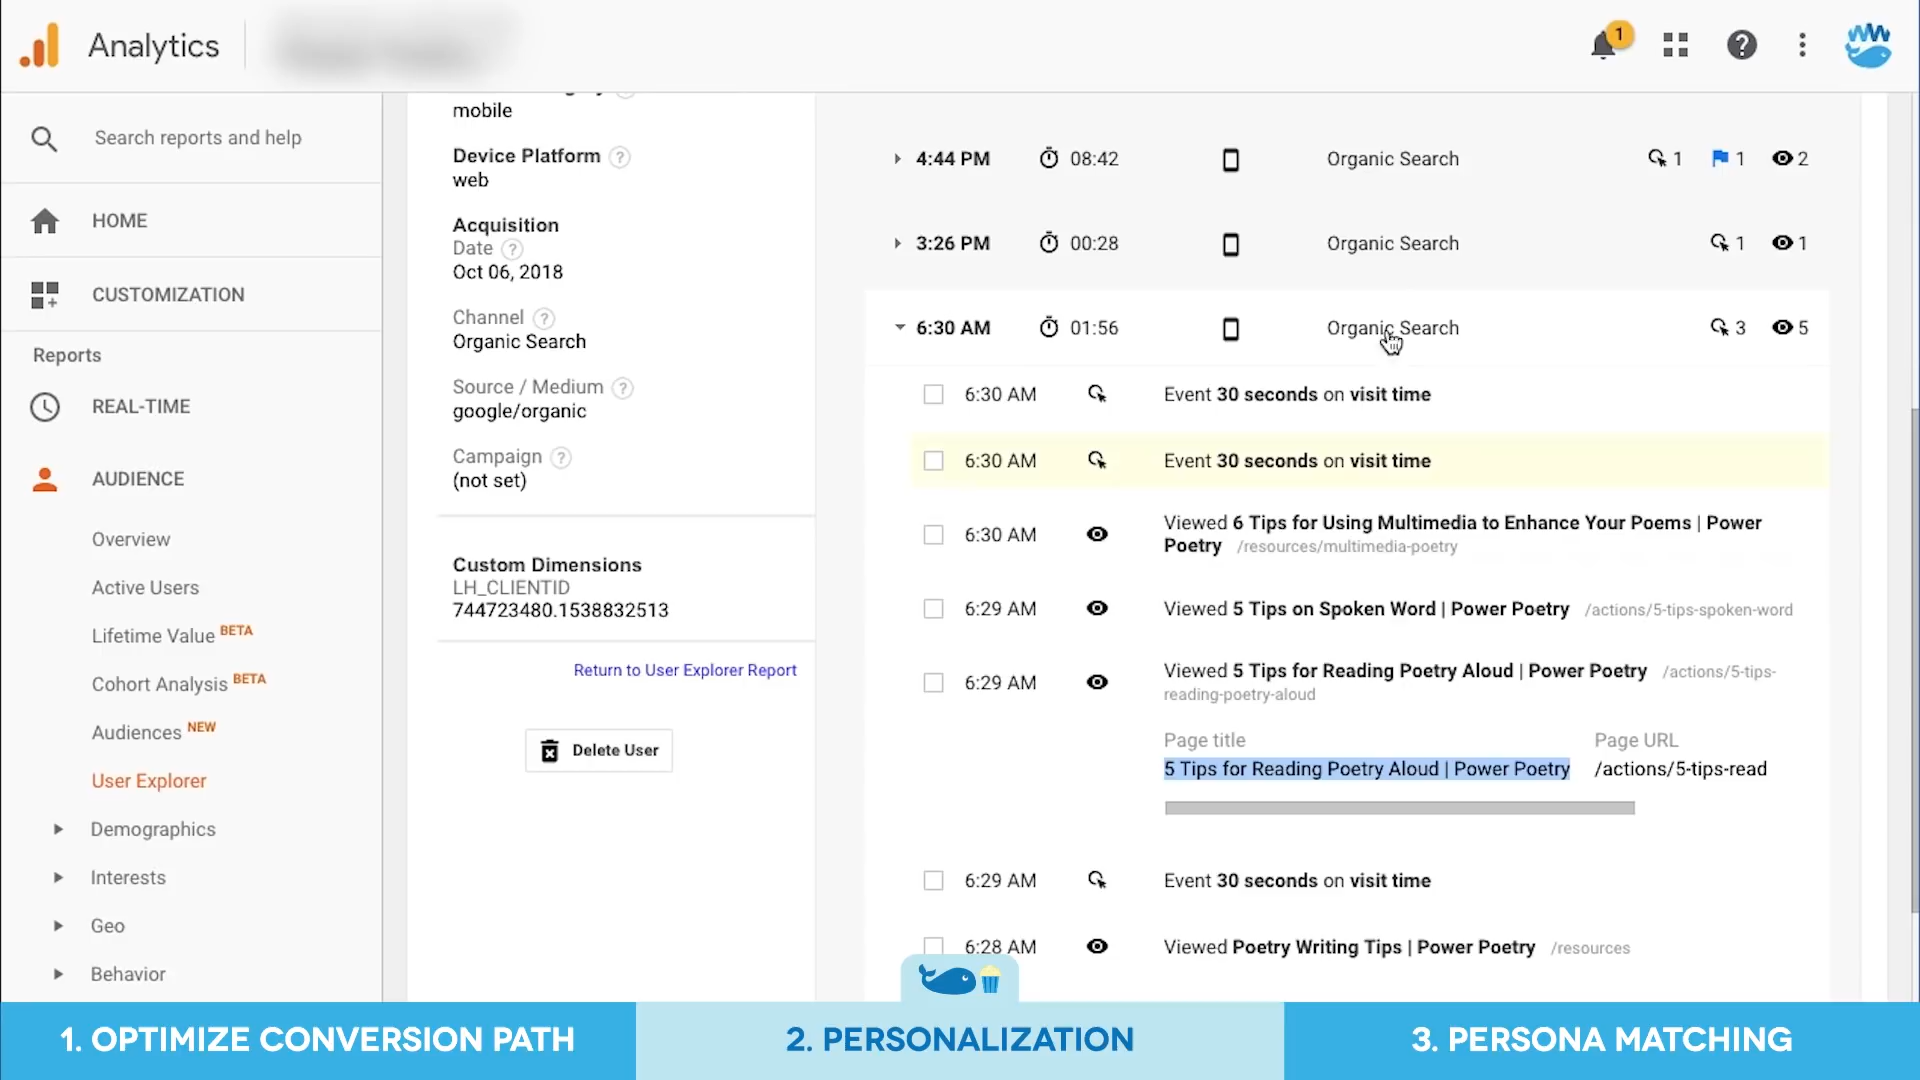 Analytics
1
Search reports and help
HOME
CUSTOMIZATION
Reports
REAL-TIME
AUDIENCE
Overview
Active Users
Lifetime Value BETA
Cohort Analysis BETA
Audiences NEW
User Explorer
Demographics
Interests
Geo
Behavior
mobile
Device Platform ?
web
Acquisition
Date ?
Oct 06, 2018
Channel ?
Organic Search
Source / Medium ?
google/organic
Campaign ?
(not set)
Custom Dimensions
LH_CLIENTID
744723480.1538832513
Return to User Explorer Report
Delete User
4:44 PM 08:42 Organic Search 1 1 2
3:26 PM 00:28 Organic Search 1 1
6:30 AM 01:56 Organic Search 3 5
6:30 AM Event 30 seconds on visit time
6:30 AM Event 30 seconds on visit time
6:30 AM Viewed 6 Tips for Using Multimedia to Enhance Your Poems | Power
Poetry /resources/multimedia-poetry
6:29 AM Viewed 5 Tips on Spoken Word | Power Poetry /actions/5-tips-spoken-word
6:29 AM Viewed 5 Tips for Reading Poetry Aloud | Power Poetry /actions/5-tips-
reading-poetry-aloud
Page title Page URL
5 Tips for Reading Poetry Aloud | Power Poetry /actions/5-tips-read
6:29 AM Event 30 seconds on visit time
6:28 AM Viewed Poetry Writing Tips | Power Poetry /resources
1. OPTIMIZE CONVERSION PATH
2. PERSONALIZATION
3. PERSONA MATCHING